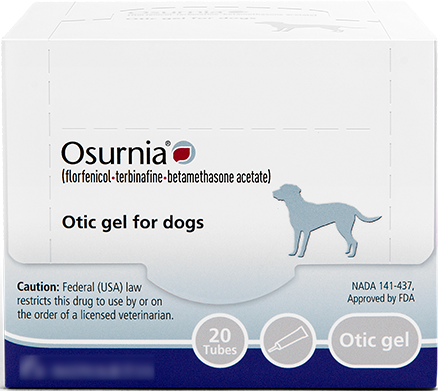 Osurnia®
(florfenicol•terbinafine•betamethasone acetate)
Otic gel for dogs
Caution: Federal (USA) law
restricts this drug to use by or on
the order of a licensed veterinarian.
NADA 141-437,
Approved by FDA
20
Tubes
Otic gel